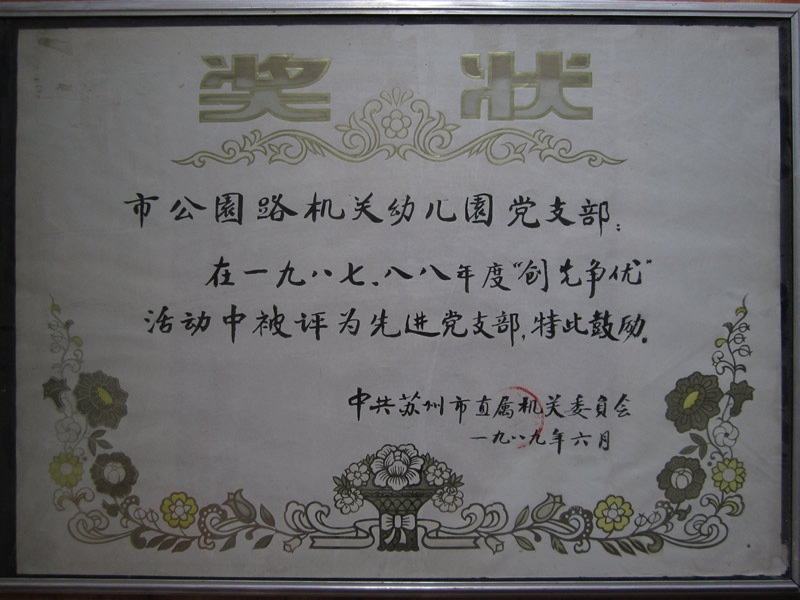 奖状
市公園路机关幼儿園党支部：
在一九八七、八八年度“创先争优”
活动中被评为先进党支部，特此鼓励。
中共苏州市直属机关委員会
一九八九年六月